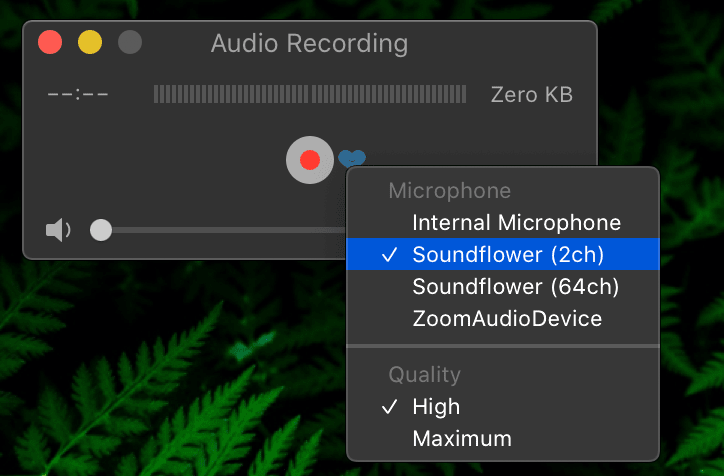 Audio Recording
--:-- Zero KB
Microphone
Internal Microphone
✓ Soundflower (2ch)
Soundflower (64ch)
ZoomAudioDevice
Quality
✓ High
Maximum